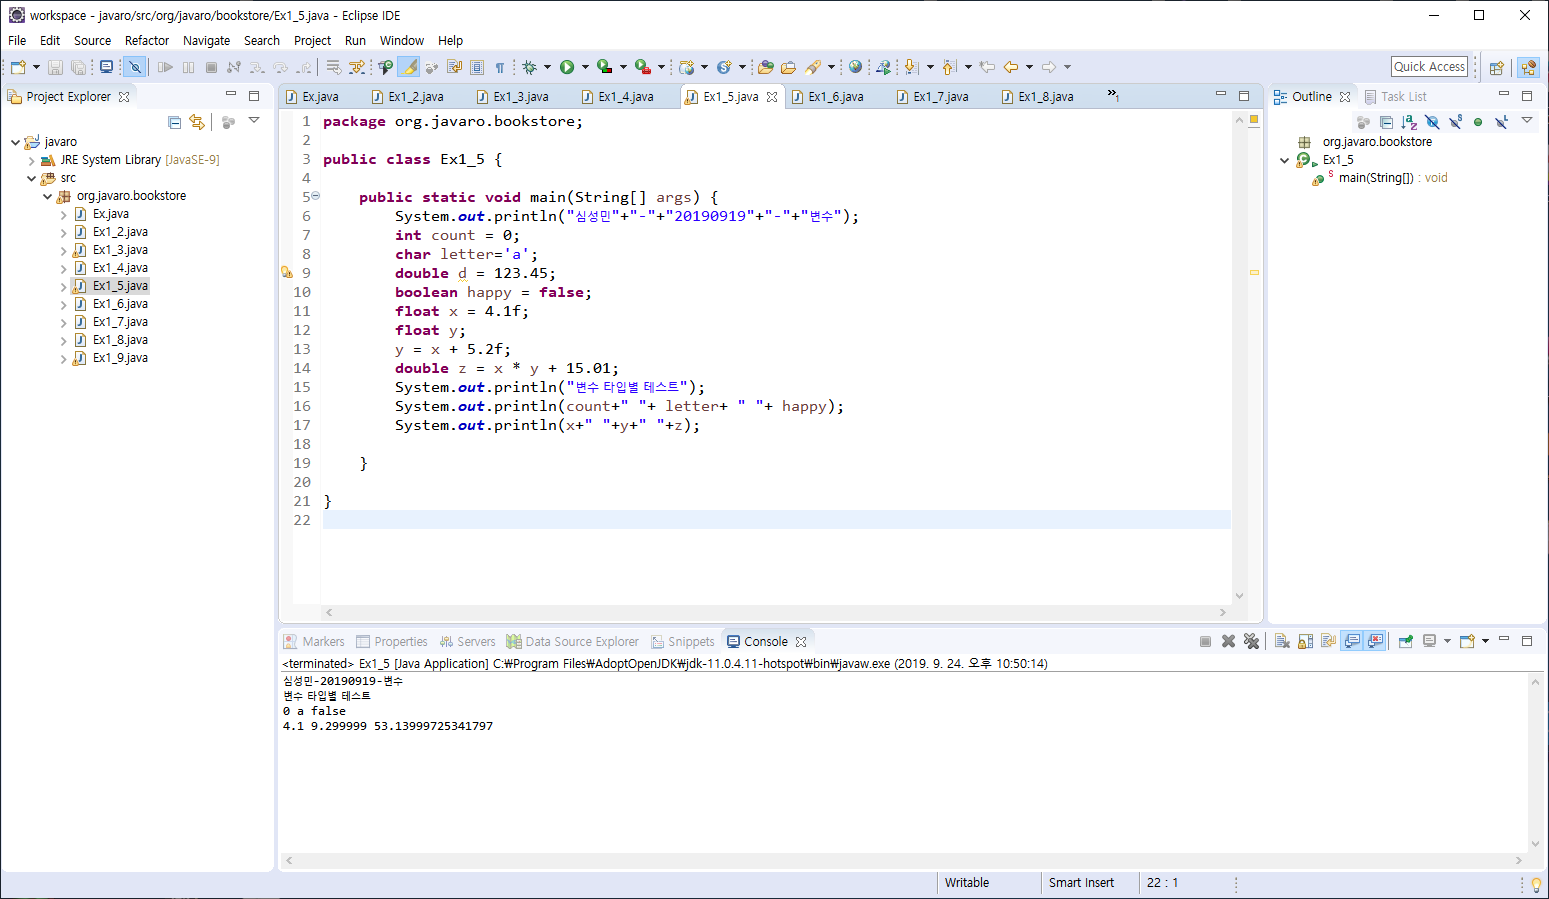 workspace - javaro/src/org/javaro/bookstore/Ex1_5.java - Eclipse IDE
File Edit Source Refactor Navigate Search Project Run Window Help
Quick Access
Project Explorer
javaro
JRE System Library [JavaSE-9]
src
org.javaro.bookstore
Ex.java
Ex1_2.java
Ex1_3.java
Ex1_4.java
Ex1_5.java
Ex1_6.java
Ex1_7.java
Ex1_8.java
Ex1_9.java
Ex.java Ex1_2.java Ex1_3.java Ex1_4.java Ex1_5.java Ex1_6.java Ex1_7.java Ex1_8.java »1
1 package org.javaro.bookstore;
2
3 public class Ex1_5 {
4
5 public static void main(String[] args) {
6 System.out.println("심성민"+"-"+"20190919"+"-"+"변수");
7 int count = 0;
8 char letter='a';
9 double d = 123.45;
10 boolean happy = false;
11 float x = 4.1f;
12 float y;
13 y = x + 5.2f;
14 double z = x * y + 15.01;
15 System.out.println("변수 타입별 테스트");
16 System.out.println(count+" "+ letter+ " "+ happy);
17 System.out.println(x+" "+y+" "+z);
18
19 }
20
21 }
22
Outline Task List
org.javaro.bookstore
Ex1_5
main(String[]) : void
Markers Properties Servers Data Source Explorer Snippets Console
<terminated> Ex1_5 [Java Application] C:₩Program Files₩AdoptOpenJDK₩jdk-11.0.4.11-hotspot₩bin₩javaw.exe (2019. 9. 24. 오후 10:50:14)
심성민-20190919-변수
변수 타입별 테스트
0 a false
4.1 9.299999 53.13999725341797
Writable Smart Insert 22 : 1